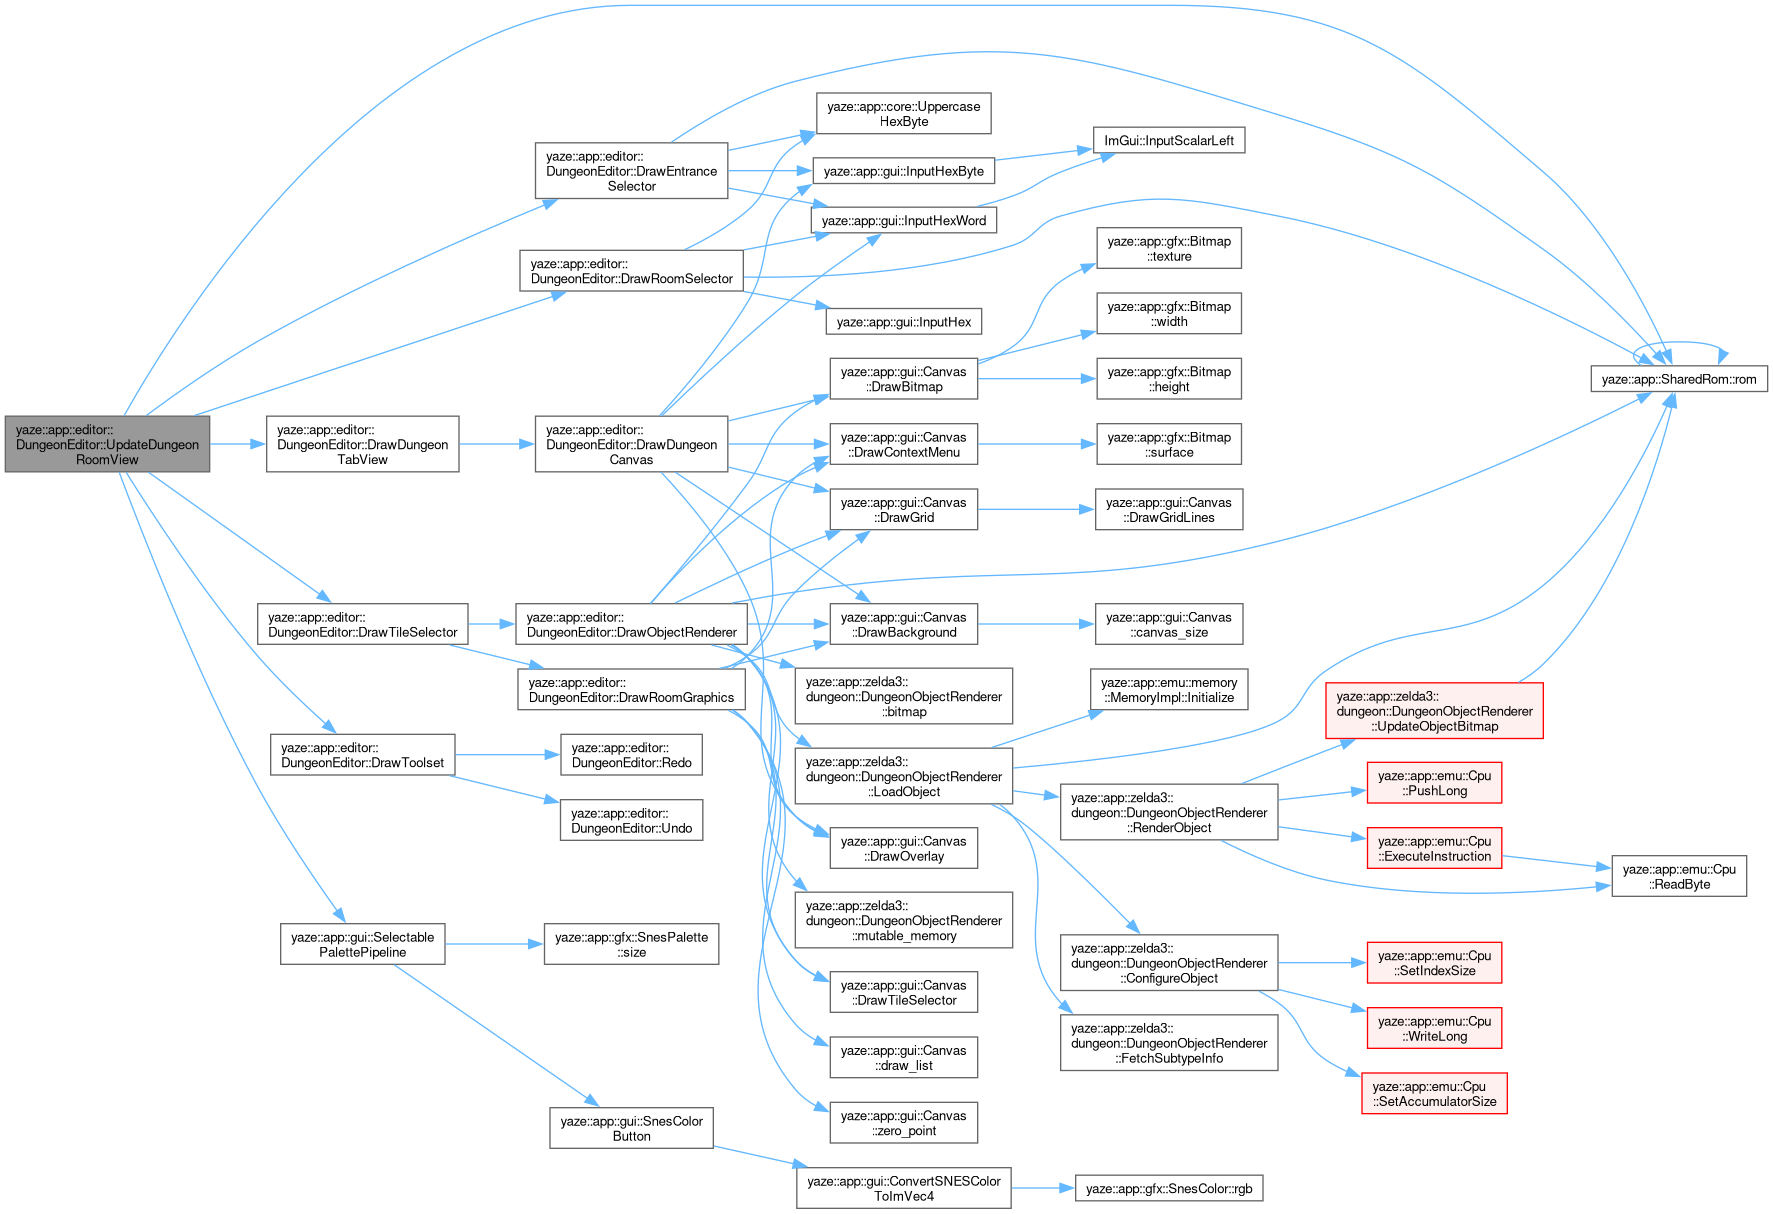 yaze::app::editor::
DungeonEditor::UpdateDungeon
RoomView
yaze::app::editor::
DungeonEditor::DrawEntrance
Selector
yaze::app::editor::
DungeonEditor::DrawRoomSelector
yaze::app::editor::
DungeonEditor::DrawDungeon
TabView
yaze::app::editor::
DungeonEditor::DrawDungeon
Canvas
yaze::app::editor::
DungeonEditor::DrawTileSelector
yaze::app::editor::
DungeonEditor::DrawObjectRenderer
yaze::app::editor::
DungeonEditor::DrawRoomGraphics
yaze::app::editor::
DungeonEditor::DrawToolset
yaze::app::editor::
DungeonEditor::Redo
yaze::app::editor::
DungeonEditor::Undo
yaze::app::gui::Selectable
PalettePipeline
yaze::app::gfx::SnesPalette
::size
yaze::app::gui::SnesColor
Button
yaze::app::core::Uppercase
HexByte
yaze::app::gui::InputHexByte
yaze::app::gui::InputHexWord
yaze::app::gui::InputHex
yaze::app::gui::Canvas
::DrawBitmap
yaze::app::gui::Canvas
::DrawContextMenu
yaze::app::gui::Canvas
::DrawGrid
yaze::app::gui::Canvas
::DrawBackground
yaze::app::zelda3::
dungeon::DungeonObjectRenderer
::bitmap
yaze::app::zelda3::
dungeon::DungeonObjectRenderer
::LoadObject
yaze::app::gui::Canvas
::DrawOverlay
yaze::app::zelda3::
dungeon::DungeonObjectRenderer
::mutable_memory
yaze::app::gui::Canvas
::DrawTileSelector
yaze::app::gui::Canvas
::draw_list
yaze::app::gui::Canvas
::zero_point
yaze::app::gui::ConvertSNESColor
ToImVec4
ImGui::InputScalarLeft
yaze::app::gfx::Bitmap
::texture
yaze::app::gfx::Bitmap
::width
yaze::app::gfx::Bitmap
::height
yaze::app::gfx::Bitmap
::surface
yaze::app::gui::Canvas
::DrawGridLines
yaze::app::gui::Canvas
::canvas_size
yaze::app::emu::memory
::MemoryImpl::Initialize
yaze::app::zelda3::
dungeon::DungeonObjectRenderer
::RenderObject
yaze::app::zelda3::
dungeon::DungeonObjectRenderer
::ConfigureObject
yaze::app::zelda3::
dungeon::DungeonObjectRenderer
::FetchSubtypeInfo
yaze::app::gfx::SnesColor::rgb
yaze::app::zelda3::
dungeon::DungeonObjectRenderer
::UpdateObjectBitmap
yaze::app::emu::Cpu
::PushLong
yaze::app::emu::Cpu
::ExecuteInstruction
yaze::app::emu::Cpu
::SetIndexSize
yaze::app::emu::Cpu
::WriteLong
yaze::app::emu::Cpu
::SetAccumulatorSize
yaze::app::SharedRom::rom
yaze::app::emu::Cpu
::ReadByte